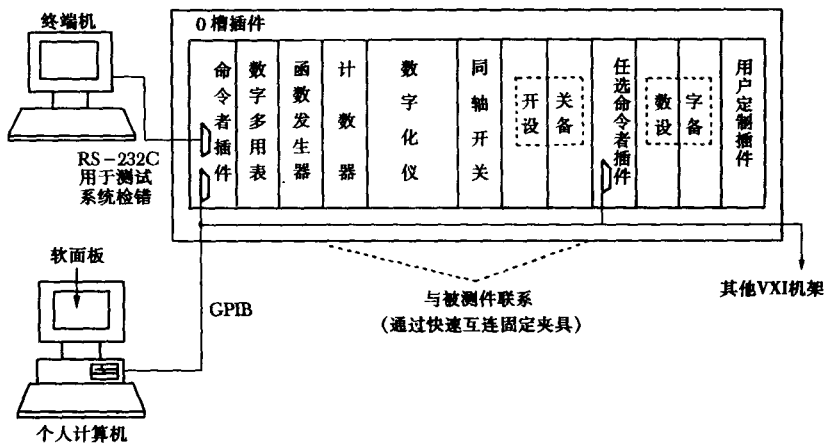 终端机
0槽插件
命令者插件
数字多用表
函数发生器
计数器
数字化仪
同轴开关
开关
设备
任选命令者插件
数字
设备
用户定制插件
RS-232C
用于测试
系统检错
软面板
GPIB
与被测件联系
(通过快速互连固定夹具)
其他VXI机架
个人计算机